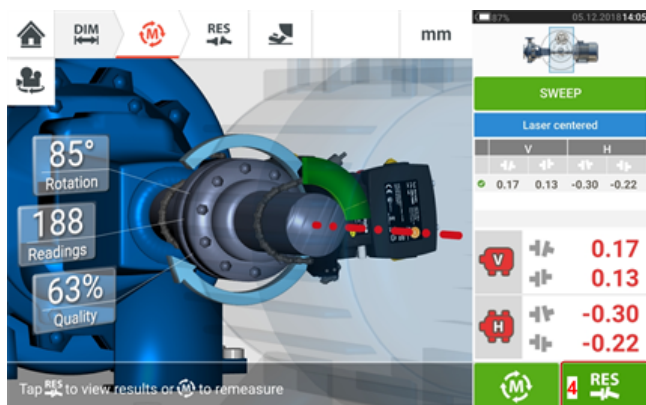 DIM
M
RES
mm
87%
05.12.2018 14:05
SWEEP
Laser centered
V H
0.17 0.13 -0.30 -0.22
85°
Rotation
188
Readings
63%
Quality
V
0.17
0.13
H
-0.30
-0.22
Tap RES to view results or M to remeasure
M
4 RES